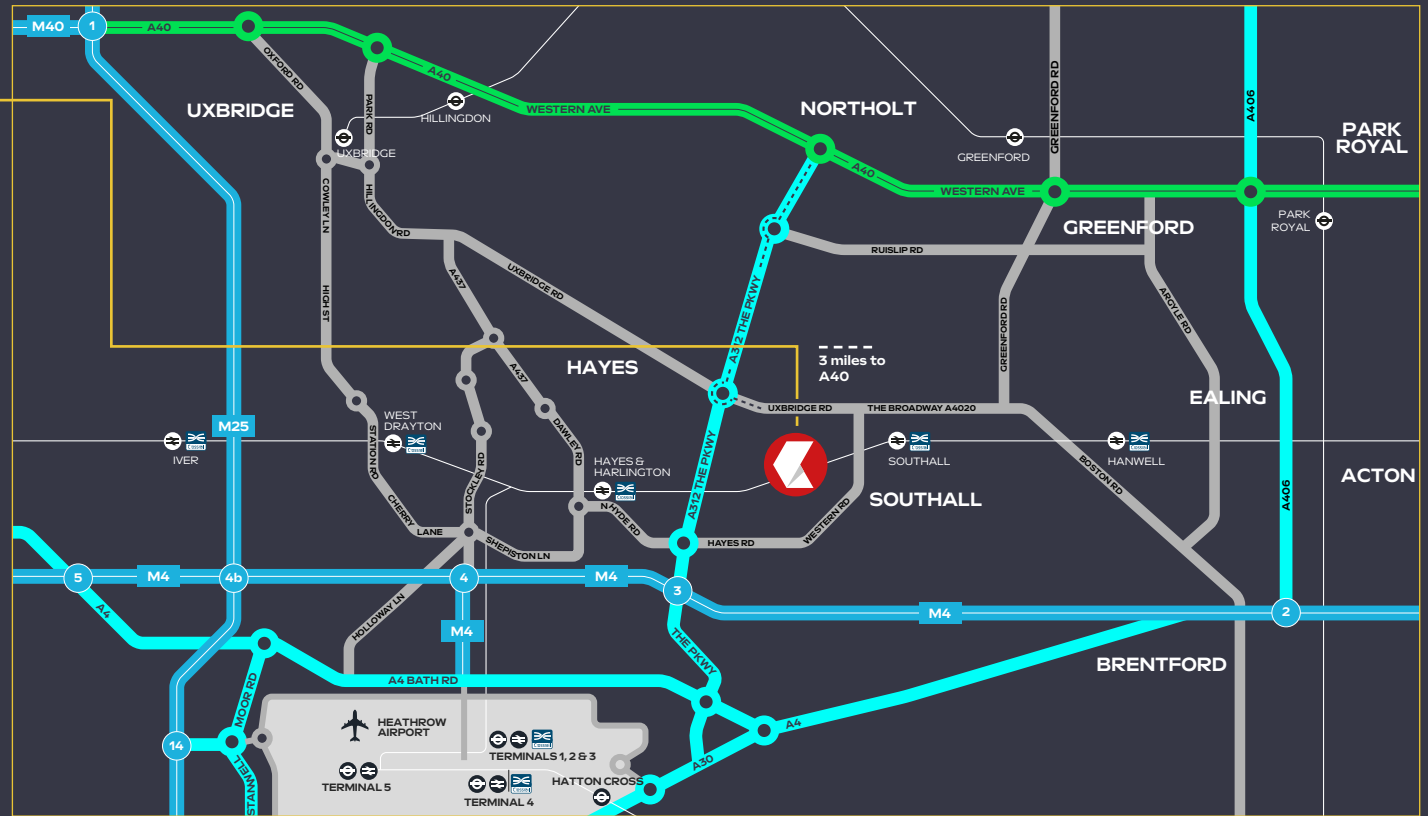 M40
1
A40
OXFORD RD
A40
PARK RD
UXBRIDGE
HILLINGDON
WESTERN AVE
NORTHOLT
GREENFORD RD
A406
PARK
ROYAL
UXBRIDGE
GREENFORD
A40
WESTERN AVE
COWLEY LN
HILLINGDON RD
PARK
ROYAL
GREENFORD
RUISLIP RD
UXBRIDGE RD
A437
HIGH ST
A312 THE PKWY
GREENFORD RD
ARGYLE RD
HAYES
3 miles to
A40
A437
EALING
UXBRIDGE RD
THE BROADWAY A4020
WEST
DRAYTON
M25
IVER
STATION RD
DAWLEY RD
HAYES &
HARLINGTON
SOUTHALL
HANWELL
ACTON
STOCKLEY RD
A312 THE PKWY
SOUTHALL
BOSTON RD
A406
CHERRY
LANE
N HYDE RD
WESTERN RD
SHEPISTON LN
HAYES RD
5
M4
4b
4
M4
3
M4
2
A4
HOLLOWAY LN
M4
THE PKWY
BRENTFORD
A4 BATH RD
MOOR RD
HEATHROW
AIRPORT
A4
14
TERMINALS 1, 2 & 3
A30
STANWELL
TERMINAL 5
TERMINAL 4
HATTON CROSS